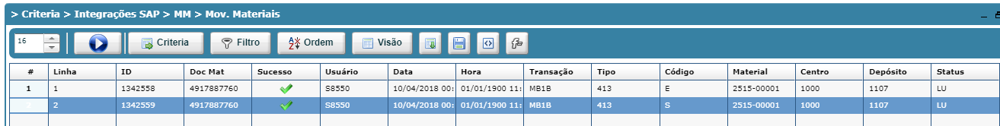 > Criteria > Integrações SAP > MM > Mov. Materiais
16 Criteria Filtro Ordem Visão
# Linha ID Doc Mat Sucesso Usuário Data Hora Transação Tipo Código Material Centro Depósito Status
1 1 1342558 4917887760 S8550 10/04/2018 00: 01/01/1900 11: MB1B 413 E 2515-00001 1000 1107 LU
2 2 1342559 4917887760 S8550 10/04/2018 00: 01/01/1900 11: MB1B 413 S 2515-00001 1000 1107 LU